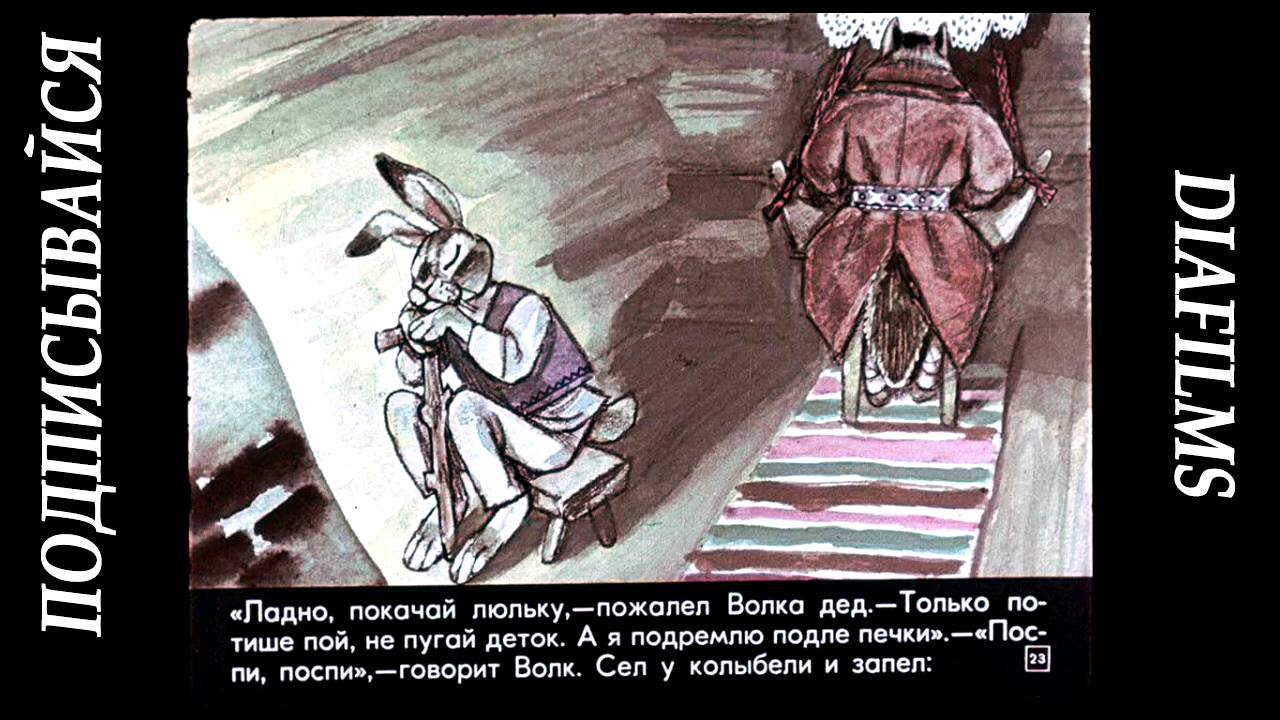 ПОДПИСЫВАЙСЯ
DIAFILMS
«Ладно, покачай люльку,—пожалел Волка дед.—Только по-
тише пой, не пугай деток. А я подремлю подле печки».—«Пос-
пи, поспи»,—говорит Волк. Сел у колыбели и запел:
23